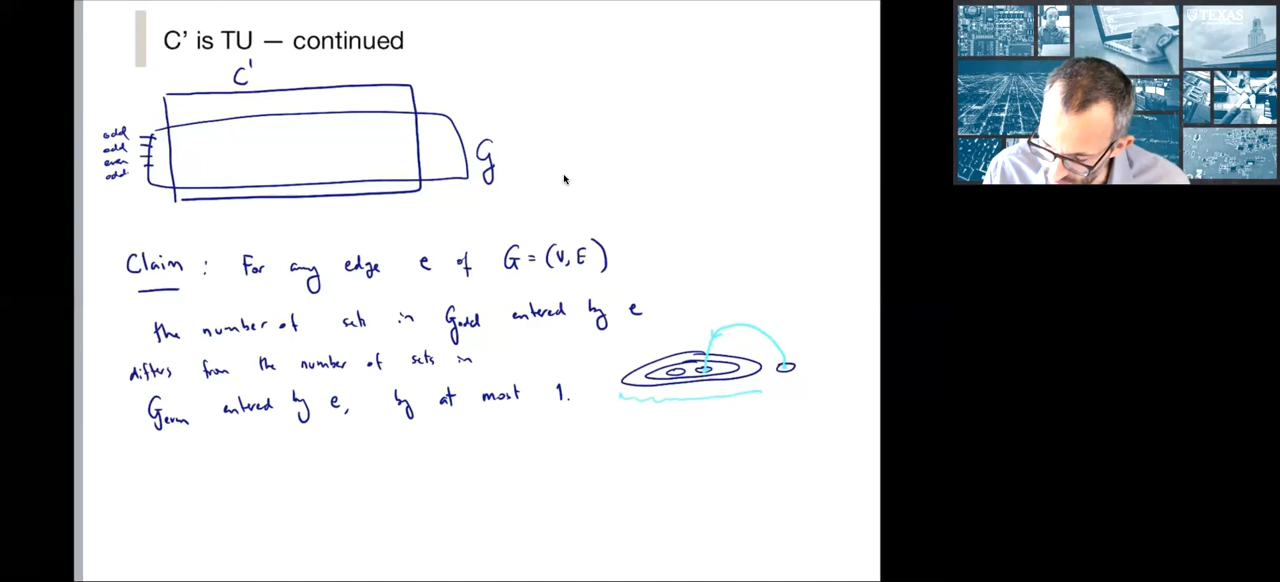 C' is TU — continued
C'
odd
odd
even
odd
G
Claim : For any edge e of G = (V, E)
the number of sets in Godd entered by e
differs from the number of sets in
Geven entered by e, by at most 1.
TEXAS